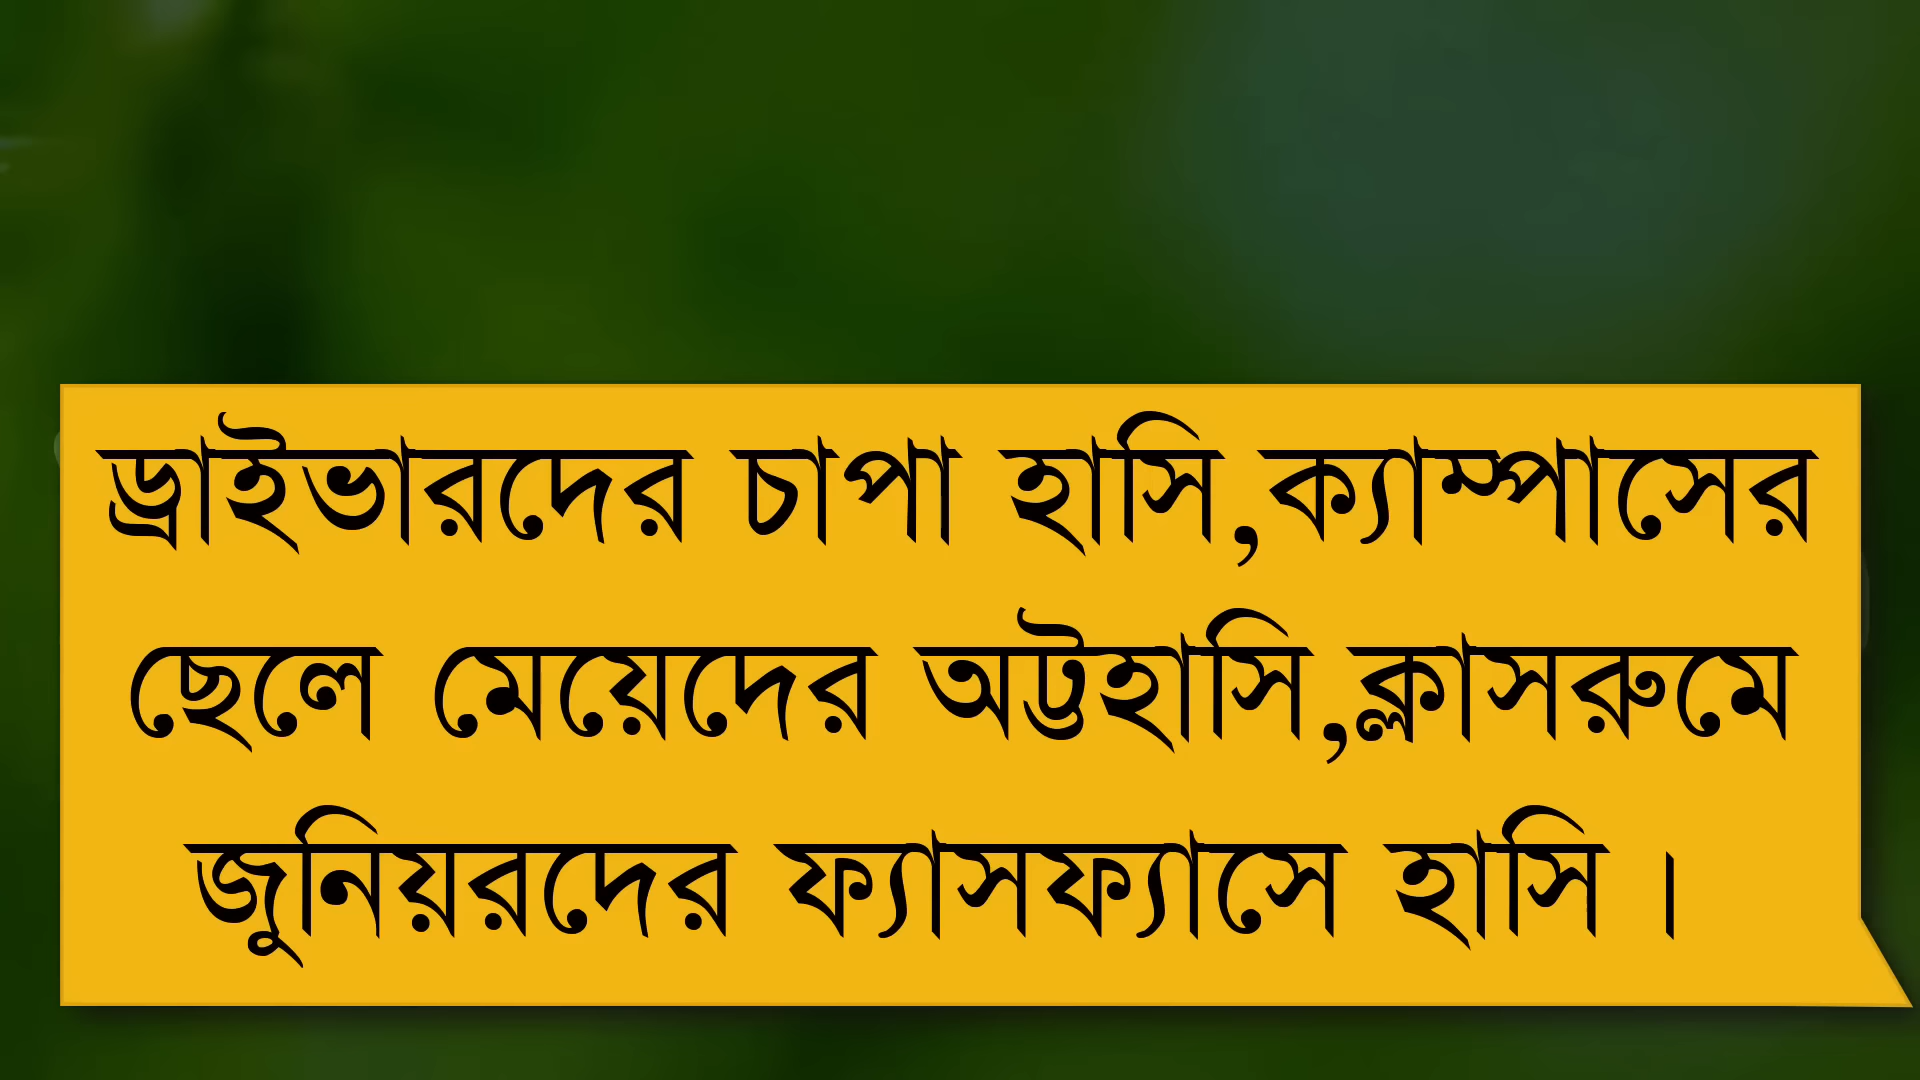 ড্রাইভারদের চাপা হাসি,ক্যাম্পাসের
ছেলে মেয়েদের অট্টহাসি,ক্লাসরুমে
জুনিয়রদের ফ্যাসফ্যাসে হাসি ।